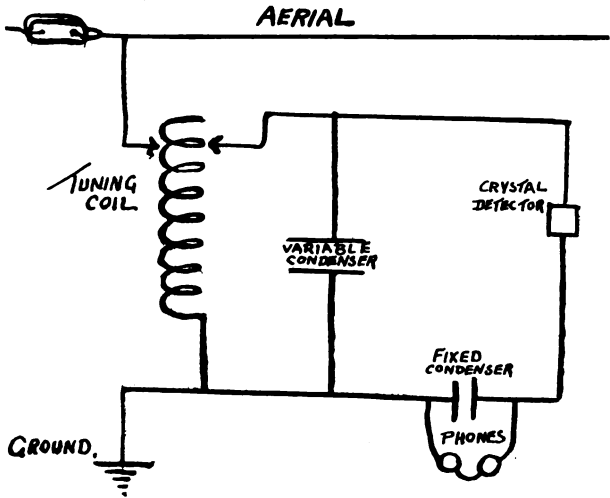 AERIAL
TUNING
COIL
CRYSTAL
DETECTOR
VARIABLE
CONDENSER
FIXED
CONDENSER
PHONES
GROUND.